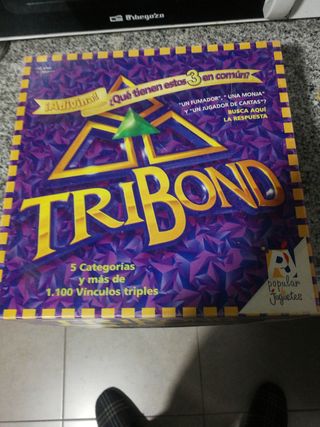 Orbegozo
¡Adivina!
¿Qué tienen estos 3 en común?
"UN FUMADOR", " UNA MONJA"
Y "UN JUGADOR DE CARTAS"?
BUSCA AQUÍ
LA RESPUESTA
TRIBOND
5 Categorías
y más de
1.100 Vínculos triples
popular
de Juguetes